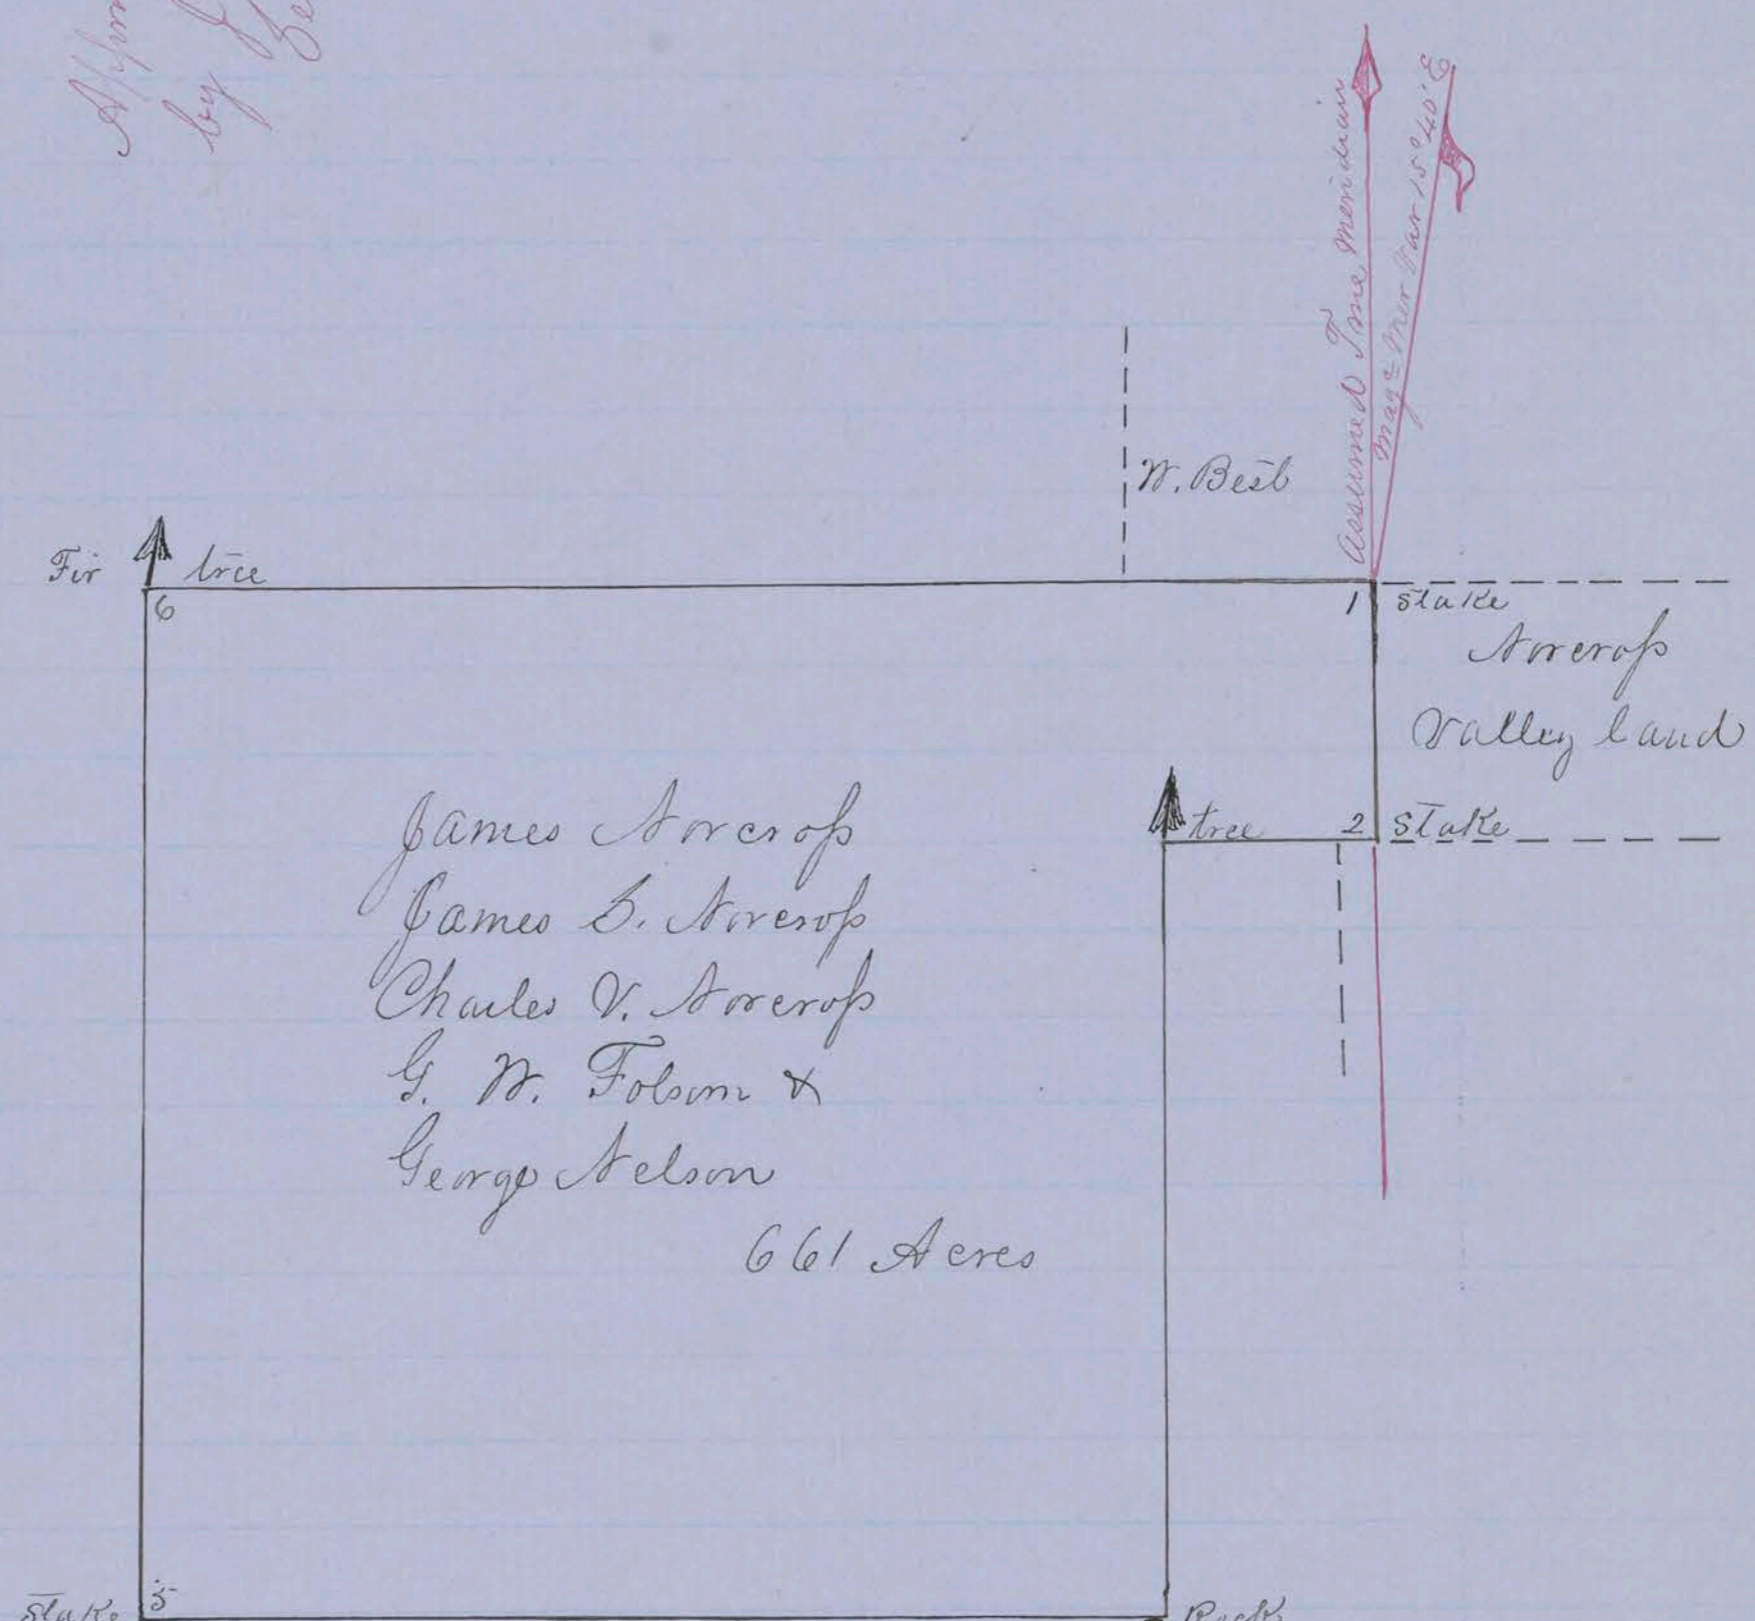 by
Assumed True Meridian
Mag c Mer Var 15° 40' E
W. Best
Fir tree
6
1 Stake
Norcross
Valley land
tree 2 Stake
James Norcross
James S. Norcross
Charles V. Norcross
G. W. Folsom &
George Nelson
661 Acres
Stake 5
Rock